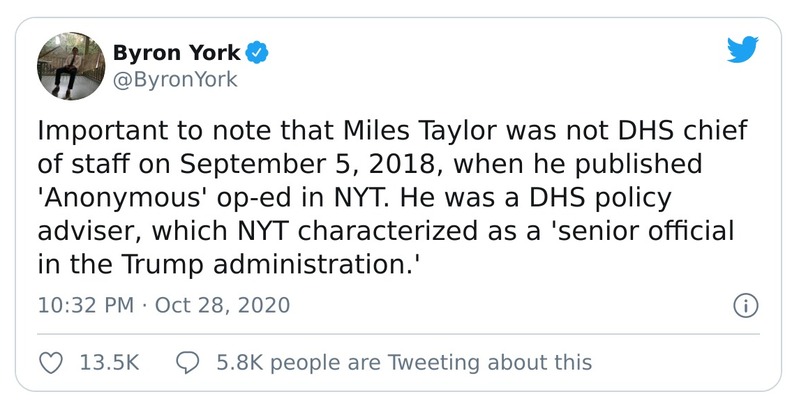 Byron York
@ByronYork
Important to note that Miles Taylor was not DHS chief
of staff on September 5, 2018, when he published
'Anonymous' op-ed in NYT. He was a DHS policy
adviser, which NYT characterized as a 'senior official
in the Trump administration.'
10:32 PM · Oct 28, 2020
13.5K 5.8K people are Tweeting about this